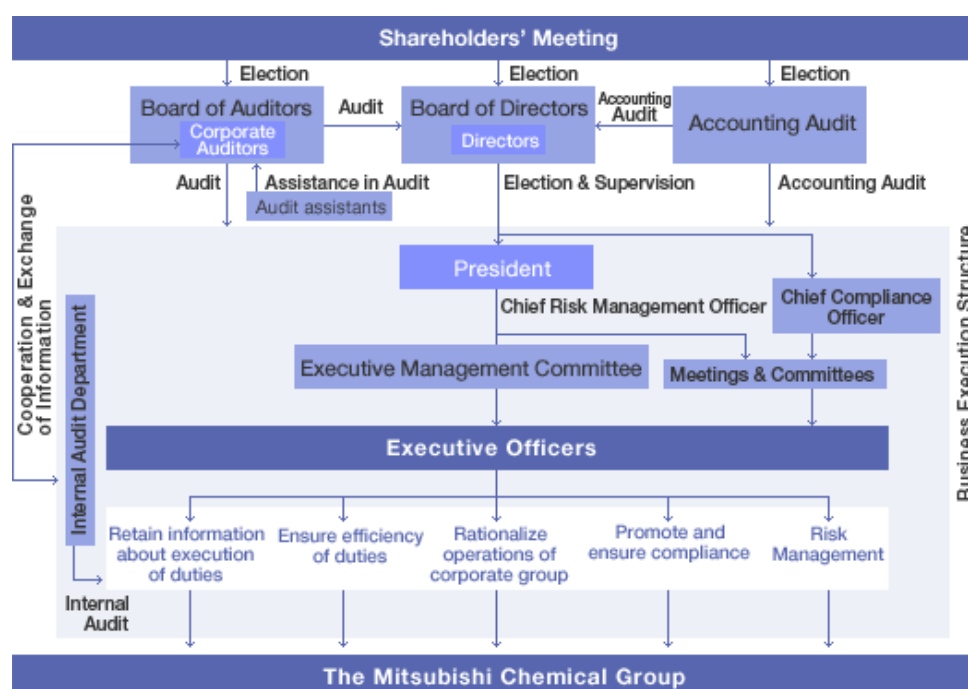 Shareholders' Meeting
Election
Election
Election
Board of Auditors
Corporate
Auditors
Audit
Board of Directors
Directors
Accounting
Audit
Accounting Audit
Audit
Assistance in Audit
Audit assistants
Election & Supervision
Accounting Audit
Cooperation & Exchange
of Information
Business Execution Structure
President
Chief Risk Management Officer
Chief Compliance
Officer
Internal Audit Department
Executive Management Committee
Meetings & Committees
Executive Officers
Retain information
about execution
of duties
Ensure efficiency
of duties
Rationalize
operations of
corporate group
Promote and
ensure compliance
Risk
Management
Internal
Audit
The Mitsubishi Chemical Group